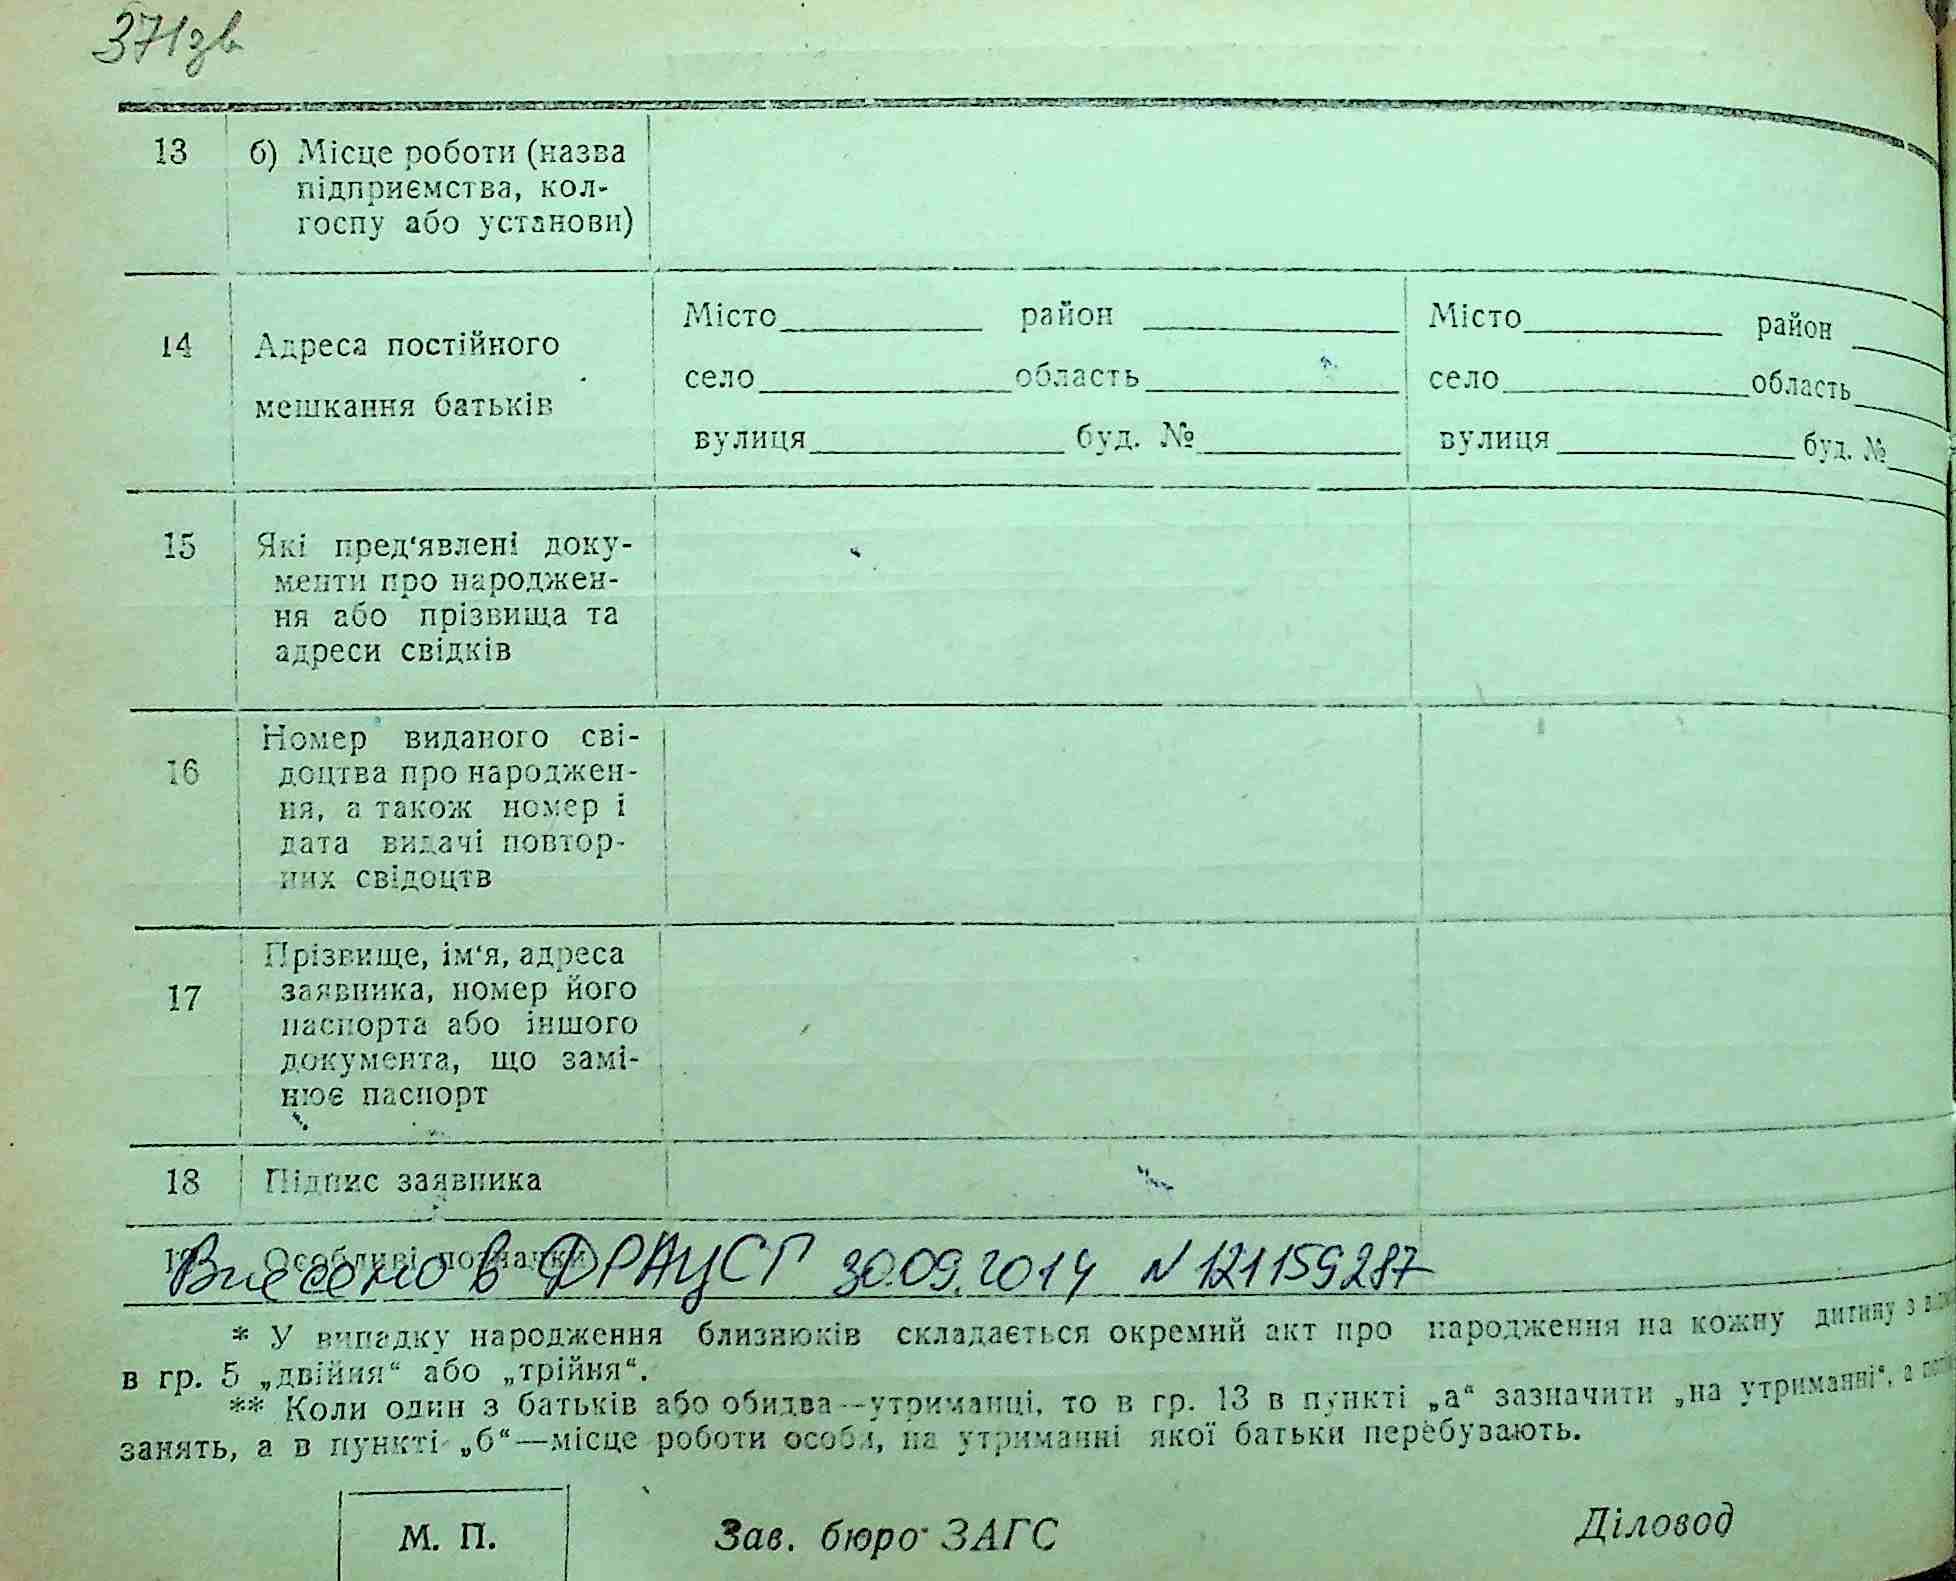 371зв
13 б) Місце роботи (назва
підприємства, кол-
госпу або установи)
Місто район Місто район
14 Адреса постійного
село область село область
мешкання батьків
вулиця буд. № вулиця буд. №
15 Які пред'явлені доку-
менти про народжен-
ня або прізвища та
адреси свідків
Номер виданого сві-
16 доцтва про народжен-
ня, а також номер і
дата видачі повтор-
них свідоцтв
Прізвище, ім'я, адреса
17 заявника, номер його
паспорта або іншого
документа, що замі-
нює паспорт
18 Підпис заявника
19 Особливі позначки
Внесено в ДРАЦСГ 30.09.2014 N 121159287
* У випадку народження близнюків складається окремий акт про народження на кожну дитину з
в гр. 5 „двійня“ або „трійня“.
** Коли один з батьків або обидва—утриманці, то в гр. 13 в пункті „а“ зазначити „на утриманні“, а
занять, а в пункті „б“—місце роботи особи, на утриманні якої батьки перебувають.
М. П. Зав. бюро ЗАГС Діловод